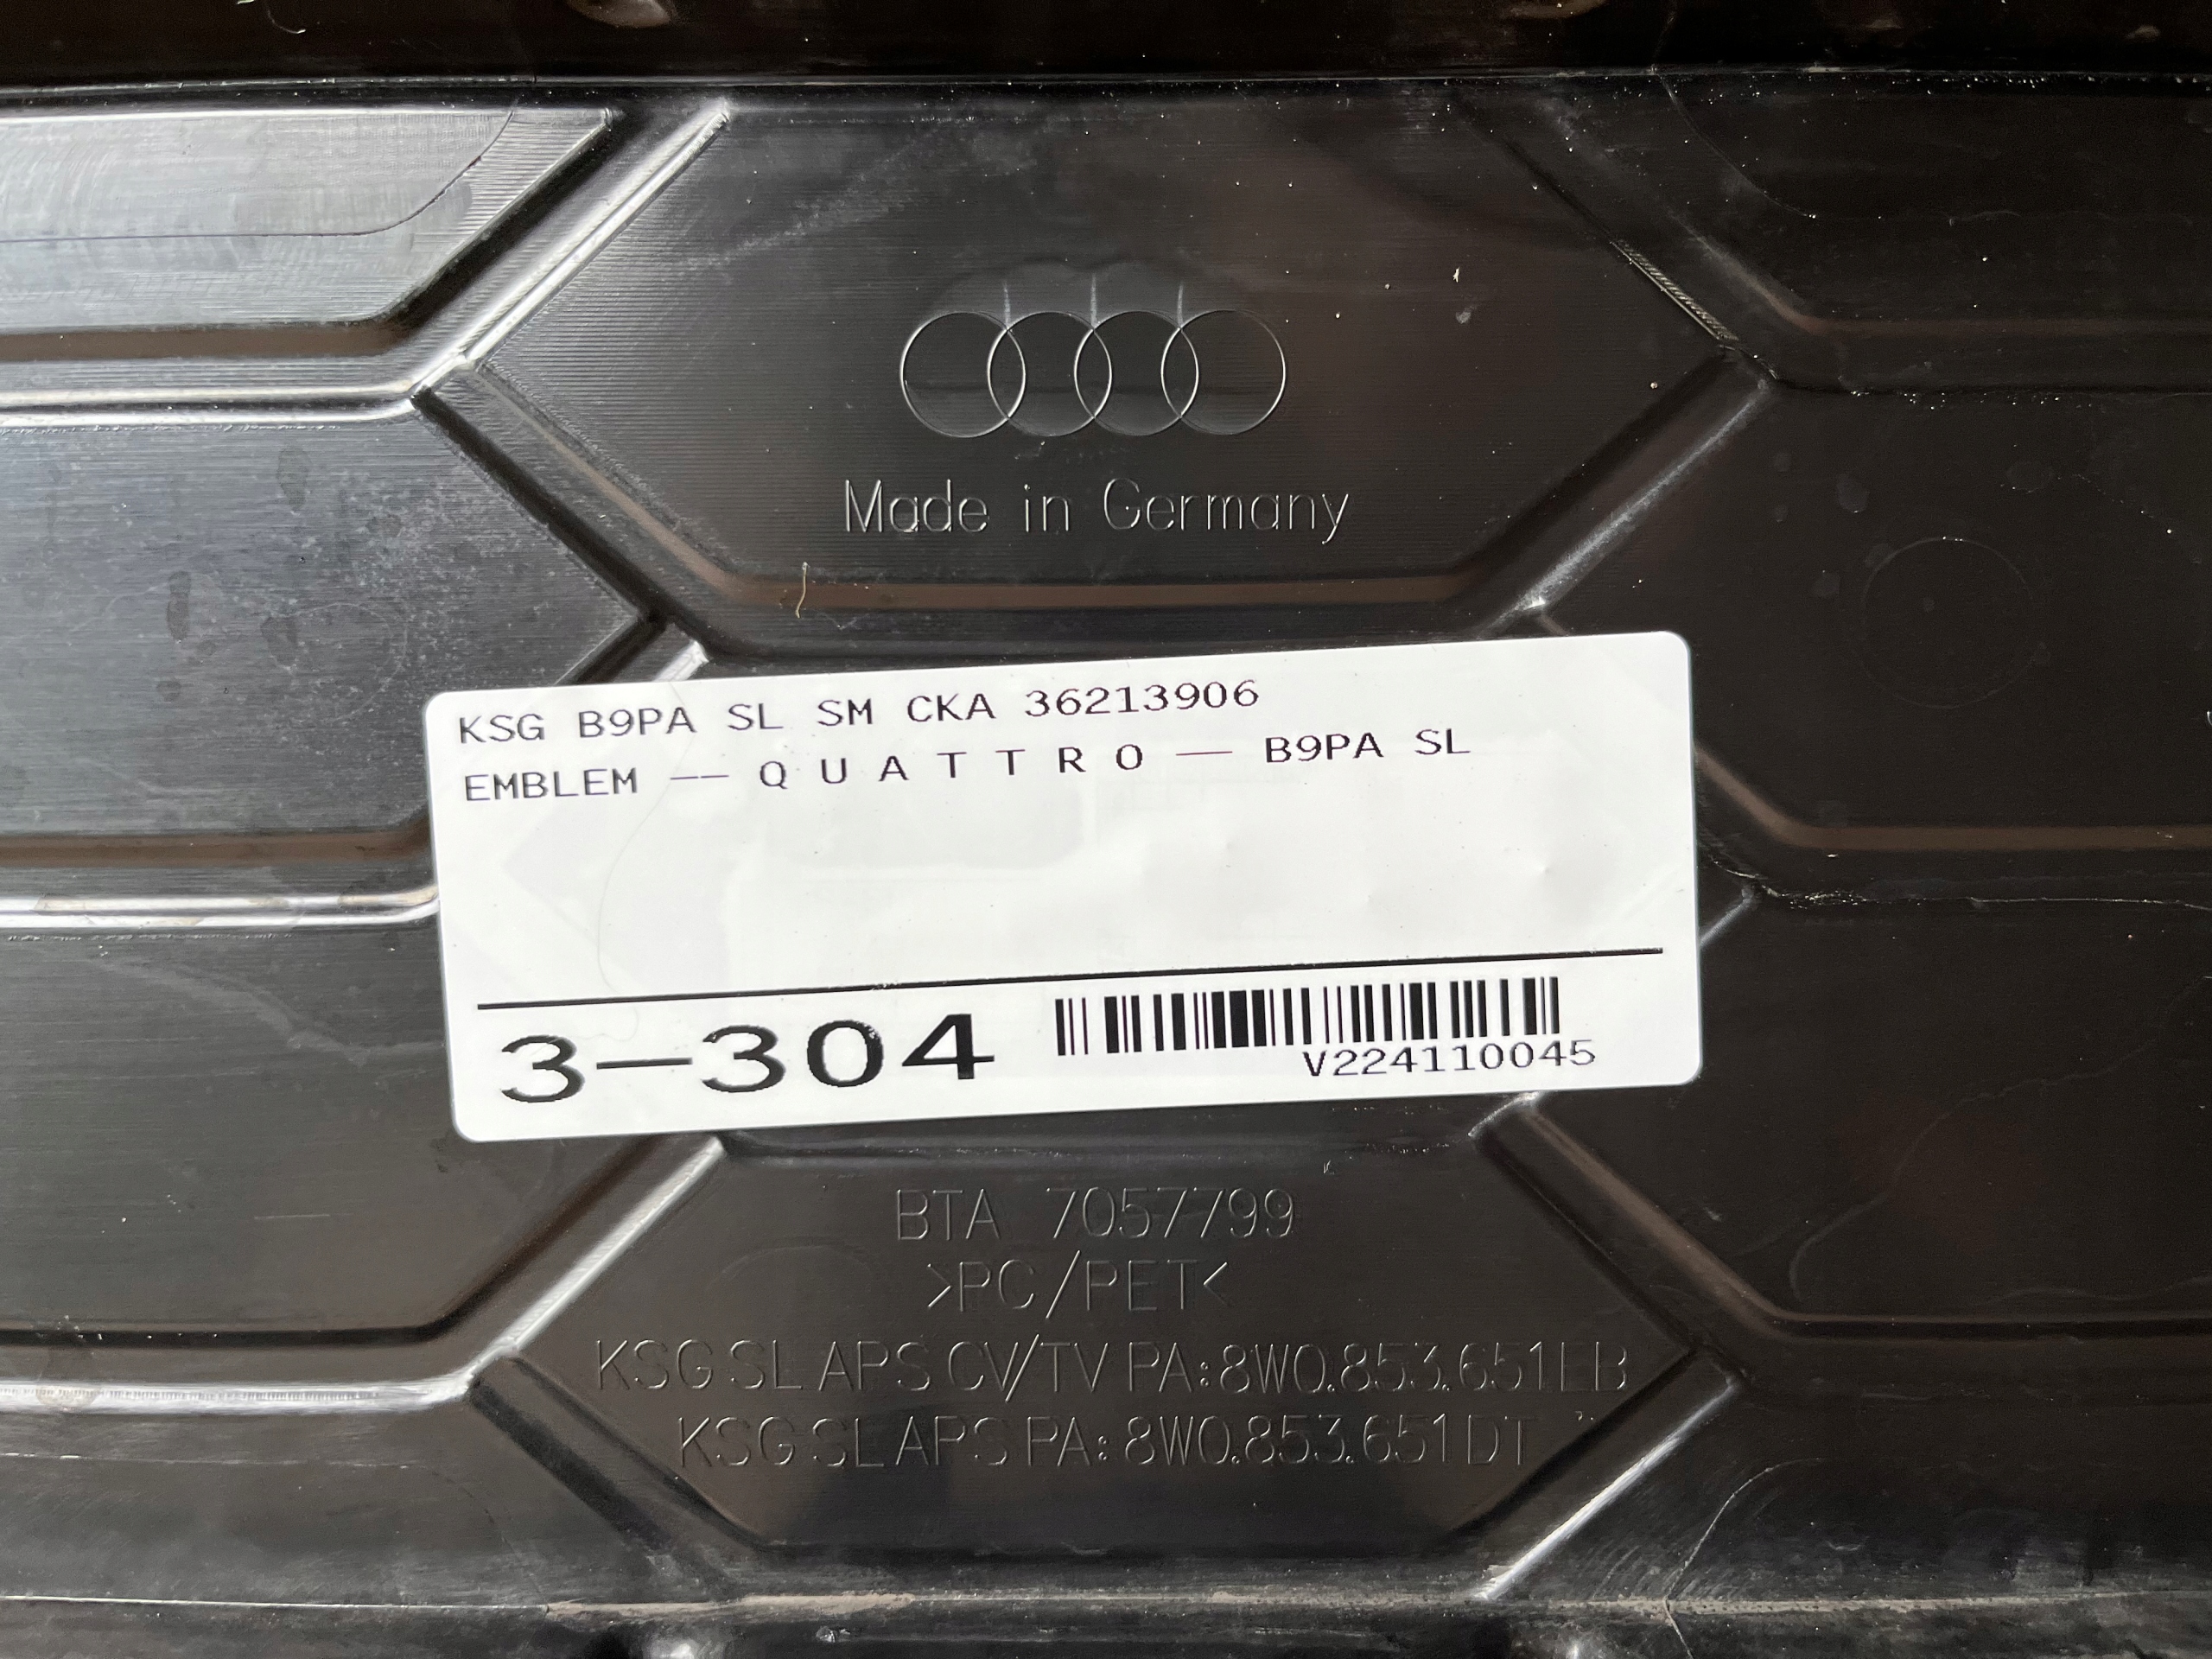 Made in Germany
KSG B9PA SL SM CKA 36213906
EMBLEM -- Q U A T T R O — B9PA SL
3-304
V224110045
BTA 7057799
>PC/PET<
KSG SL APS CV/TV PA:8W0.853.651EB
KSG SL APS PA:8W0.853.651DT